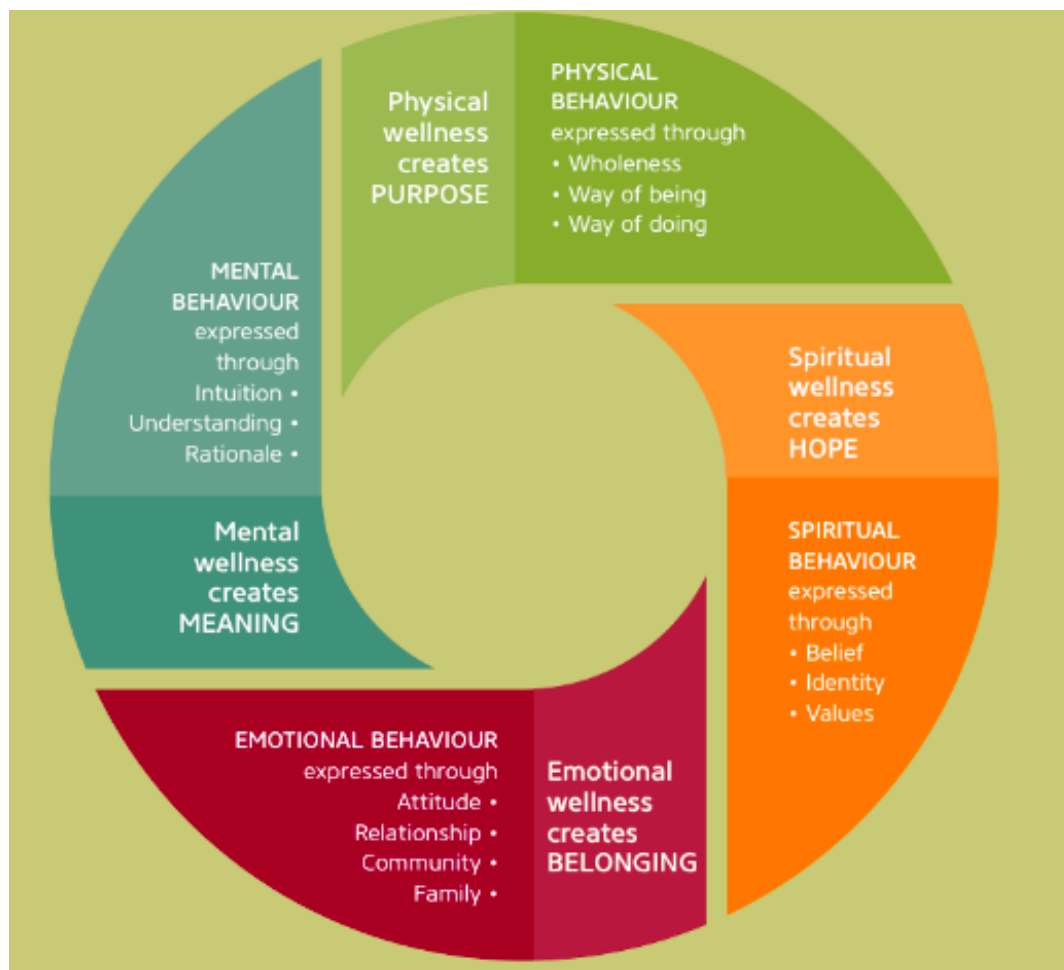 Physical
wellness
creates
PURPOSE
PHYSICAL
BEHAVIOUR
expressed through
• Wholeness
• Way of being
• Way of doing
Spiritual
wellness
creates
HOPE
SPIRITUAL
BEHAVIOUR
expressed
through
• Belief
• Identity
• Values
Emotional
wellness
creates
BELONGING
EMOTIONAL BEHAVIOUR
expressed through
Attitude •
Relationship •
Community •
Family •
Mental
wellness
creates
MEANING
MENTAL
BEHAVIOUR
expressed
through
Intuition •
Understanding •
Rationale •